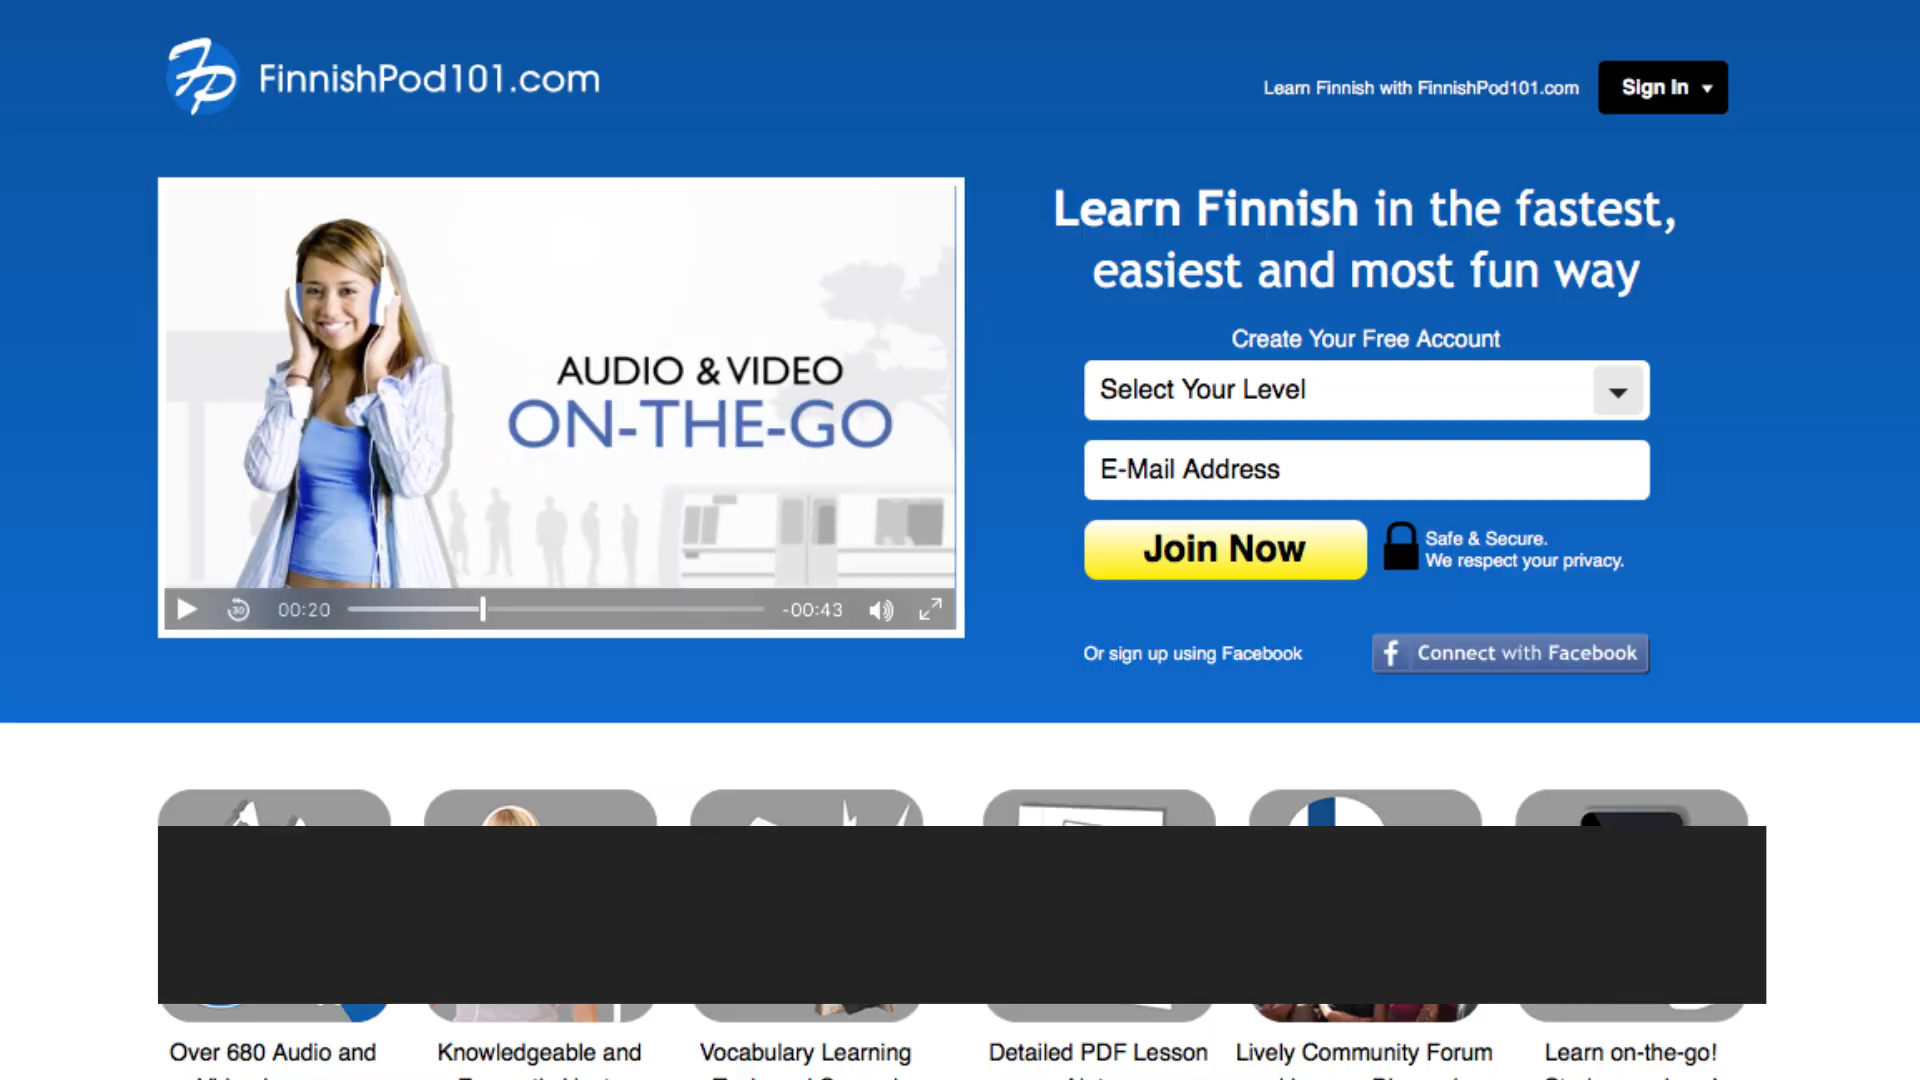 FinnishPod101.com
Learn Finnish with FinnishPod101.com
Sign In
AUDIO & VIDEO
ON-THE-GO
30
00:20
-00:43
Learn Finnish in the fastest,
easiest and most fun way
Create Your Free Account
Select Your Level
E-Mail Address
Join Now
Safe & Secure.
We respect your privacy.
Or sign up using Facebook
f Connect with Facebook
Over 680 Audio and
Knowledgeable and
Vocabulary Learning
Detailed PDF Lesson
Lively Community Forum
Learn on-the-go!